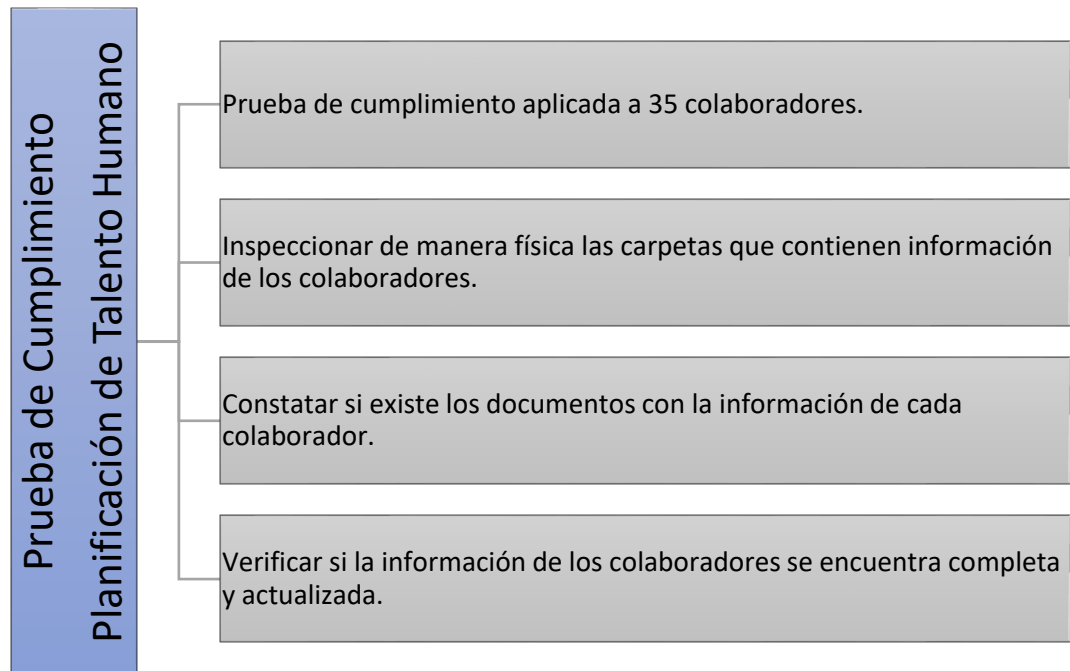 Prueba de Cumplimiento
Planificación de Talento Humano
Prueba de cumplimiento aplicada a 35 colaboradores.
Inspeccionar de manera física las carpetas que contienen información
de los colaboradores.
Constatar si existe los documentos con la información de cada
colaborador.
Verificar si la información de los colaboradores se encuentra completa
y actualizada.